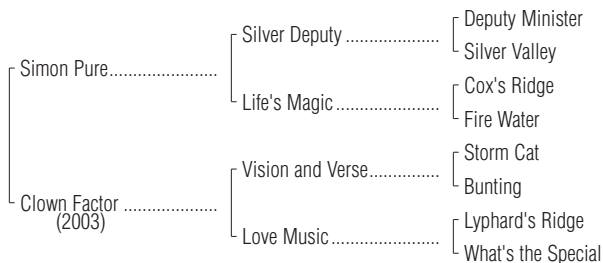 Deputy Minister
Silver Deputy ....................
Silver Valley
Simon Pure.......................
Cox's Ridge
Life's Magic ......................
Fire Water
Storm Cat
Vision and Verse...............
Bunting
Clown Factor ....................
(2003)
Lyphard's Ridge
Love Music.......................
What's the Special